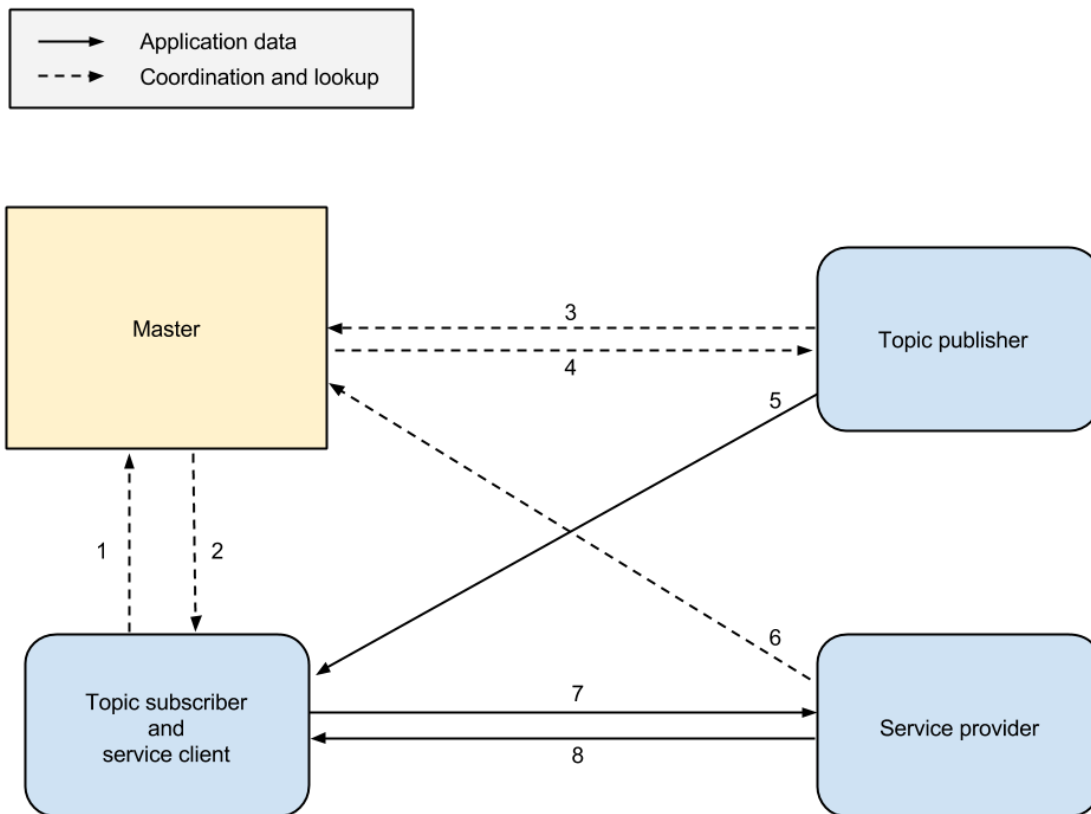 Application data
Coordination and lookup
Master
3
4
Topic publisher
5
1
2
6
Topic subscriber
and
service client
7
8
Service provider